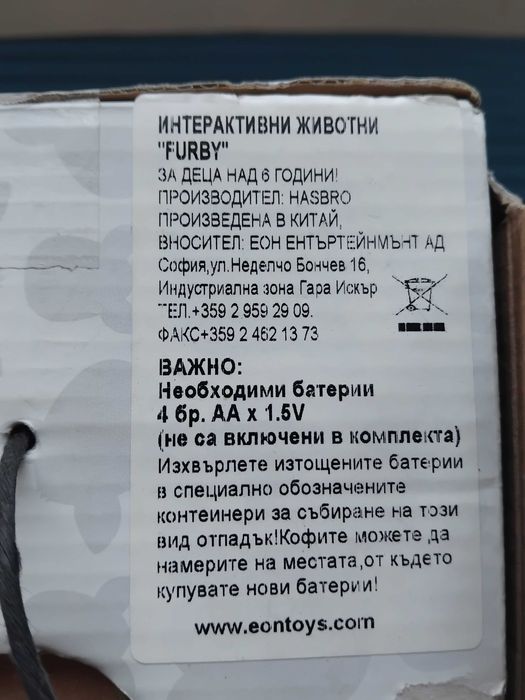 ИНТЕРАКТИВНИ ЖИВОТНИ
"FURBY"
ЗА ДЕЦА НАД 6 ГОДИНИ!
ПРОИЗВОДИТЕЛ: HASBRO
ПРОИЗВЕДЕНА В КИТАЙ,
ВНОСИТЕЛ: ЕОН ЕНТЪРТЕЙНМЪНТ АД
София,ул.Неделчо Бончев 16,
Индустриална зона Гара Искър
ТЕЛ.+359 2 959 29 09.
ФАКС+359 2 462 13 73
ВАЖНО:
Необходими батерии
4 бр. AA x 1.5V
(не са включени в комплекта)
Изхвърлете изтощените батерии
в специално обозначените
контейнери за събиране на този
вид отпадък!Кофите можете да
намерите на местата,от където
купувате нови батерии!
www.eontoys.com